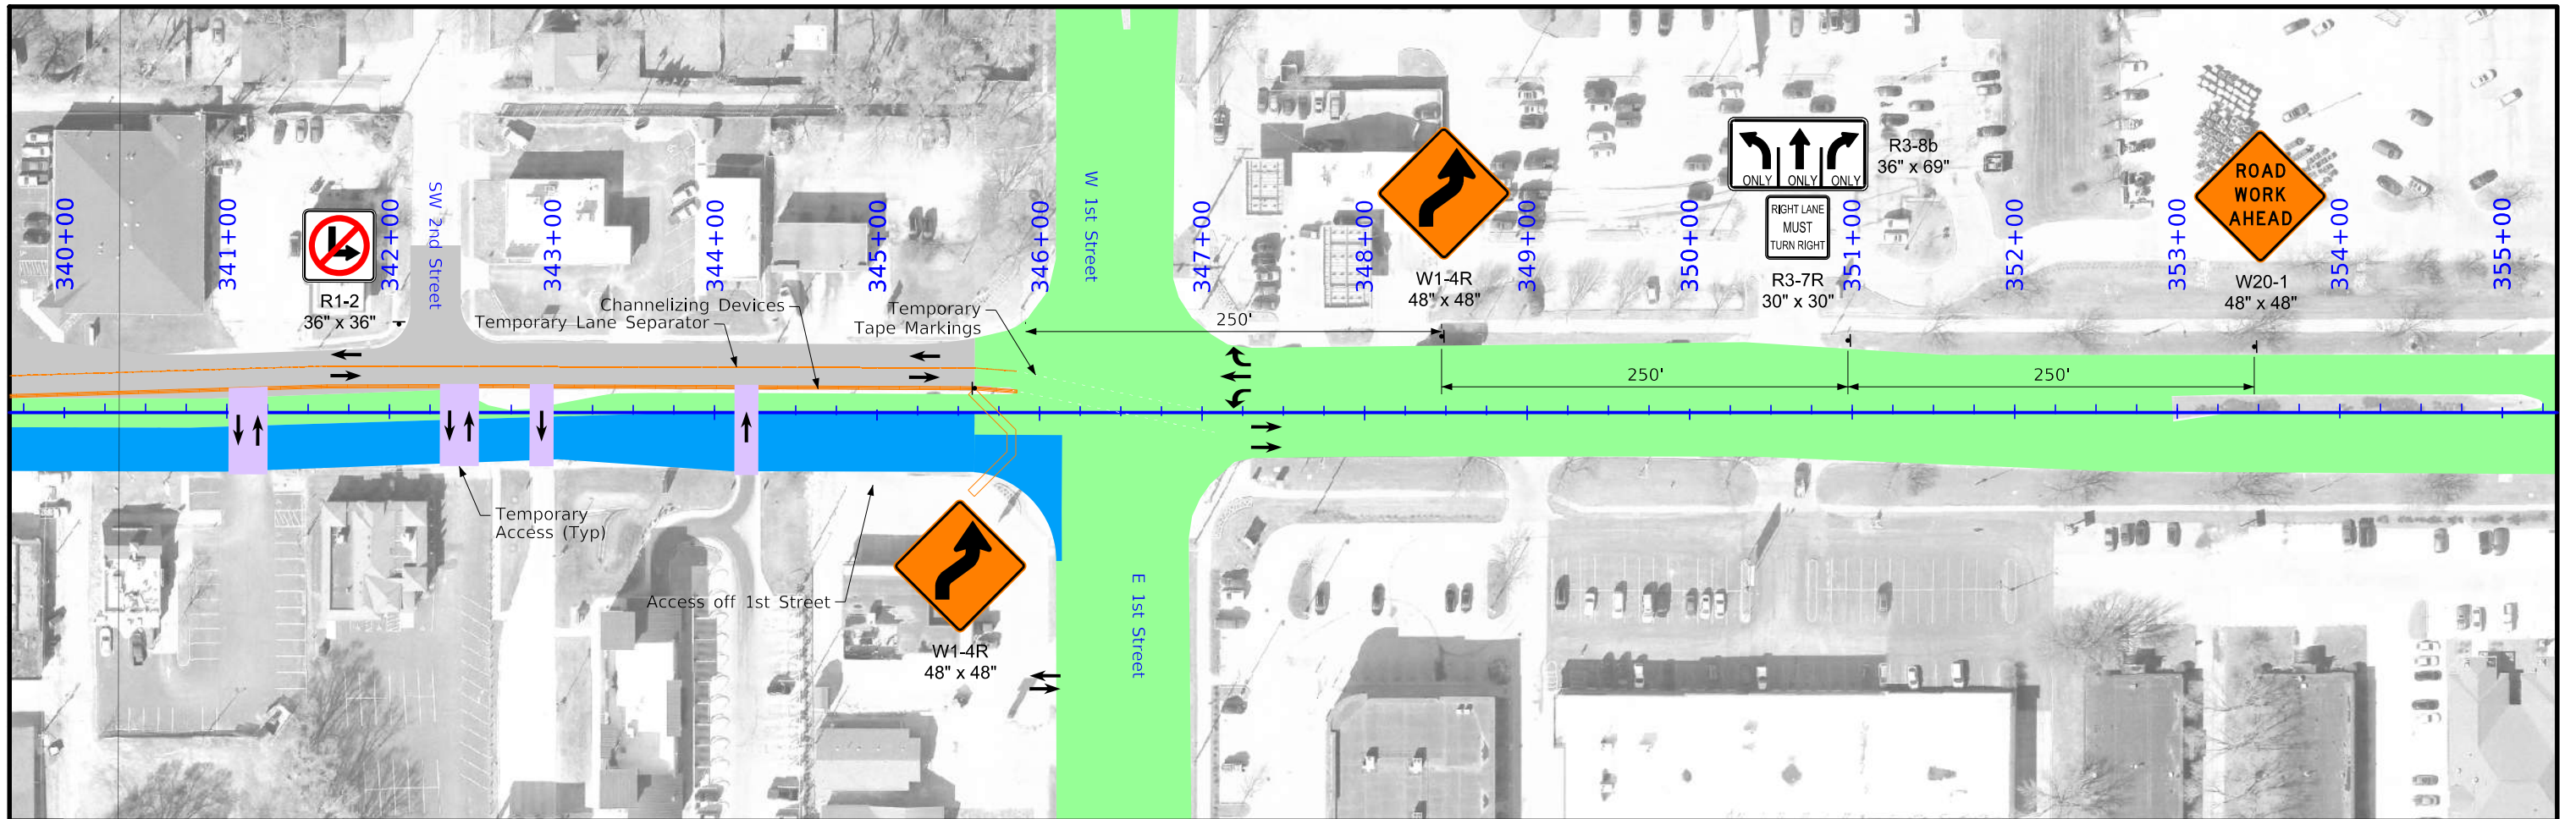 340+00
341+00
342+00
343+00
344+00
345+00
346+00
347+00
348+00
349+00
350+00
351+00
352+00
353+00
354+00
355+00
SW 2nd Street
W 1st Street
E 1st Street
R1-2
36" x 36"
Channelizing Devices
Temporary Lane Separator
Temporary
Tape Markings
250'
W1-4R
48" x 48"
ONLY ONLY ONLY
R3-8b
36" x 69"
RIGHT LANE
MUST
TURN RIGHT
R3-7R
30" x 30"
ROAD
WORK
AHEAD
W20-1
48" x 48"
250'
250'
Temporary
Access (Typ)
Access off 1st Street
W1-4R
48" x 48"